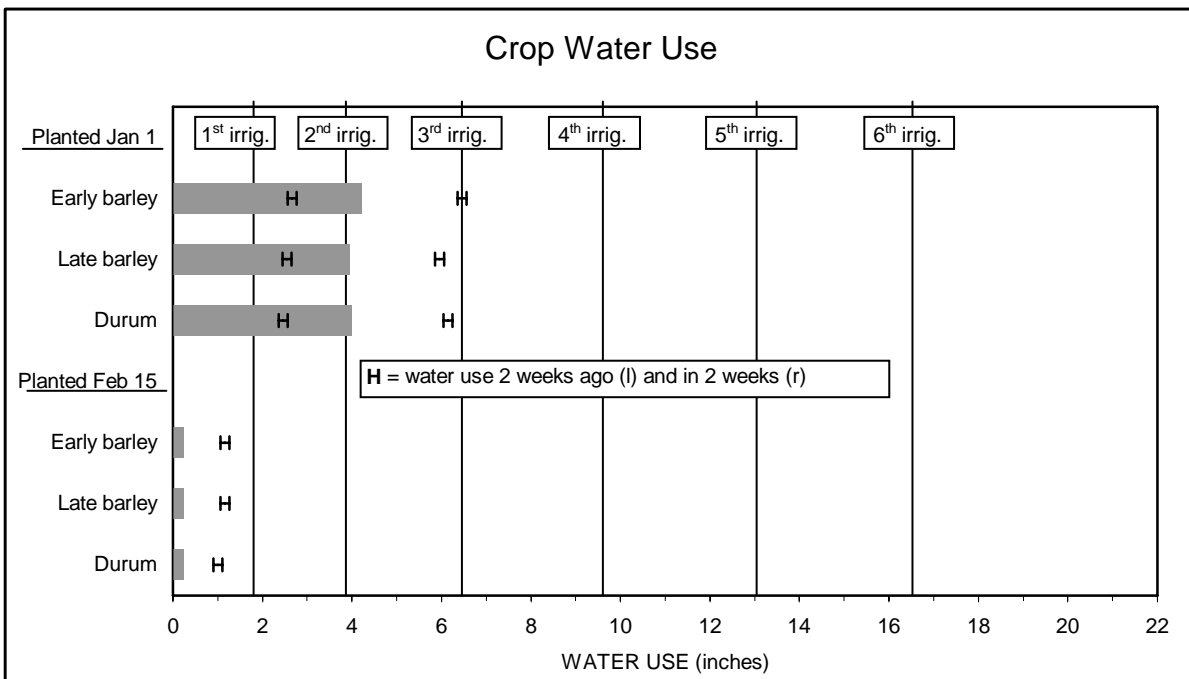 Crop Water Use
Planted Jan 1
1st irrig. 2nd irrig. 3rd irrig. 4th irrig. 5th irrig. 6th irrig.
Early barley
Late barley
Durum
H = water use 2 weeks ago (l) and in 2 weeks (r)
Planted Feb 15
Early barley
Late barley
Durum
0 2 4 6 8 10 12 14 16 18 20 22
WATER USE (inches)